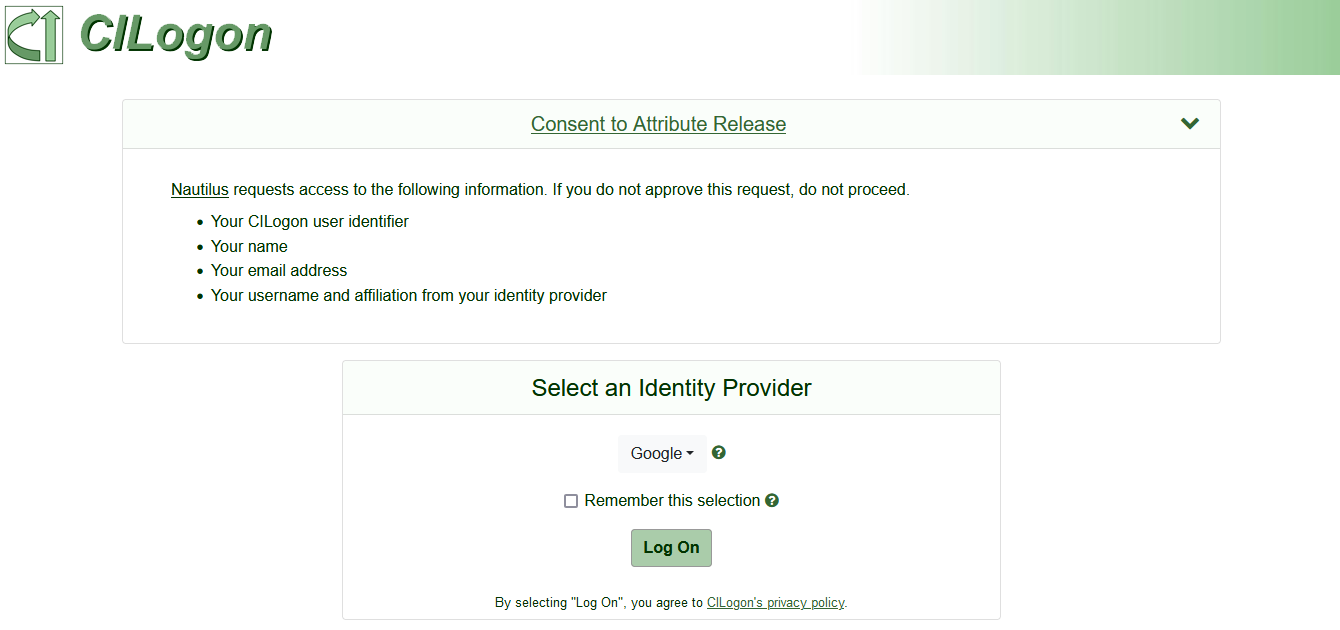 CILogon
Consent to Attribute Release
Nautilus requests access to the following information. If you do not approve this request, do not proceed.
Your CILogon user identifier
Your name
Your email address
Your username and affiliation from your identity provider
Select an Identity Provider
Google
Remember this selection
Log On
By selecting "Log On", you agree to CILogon's privacy policy.